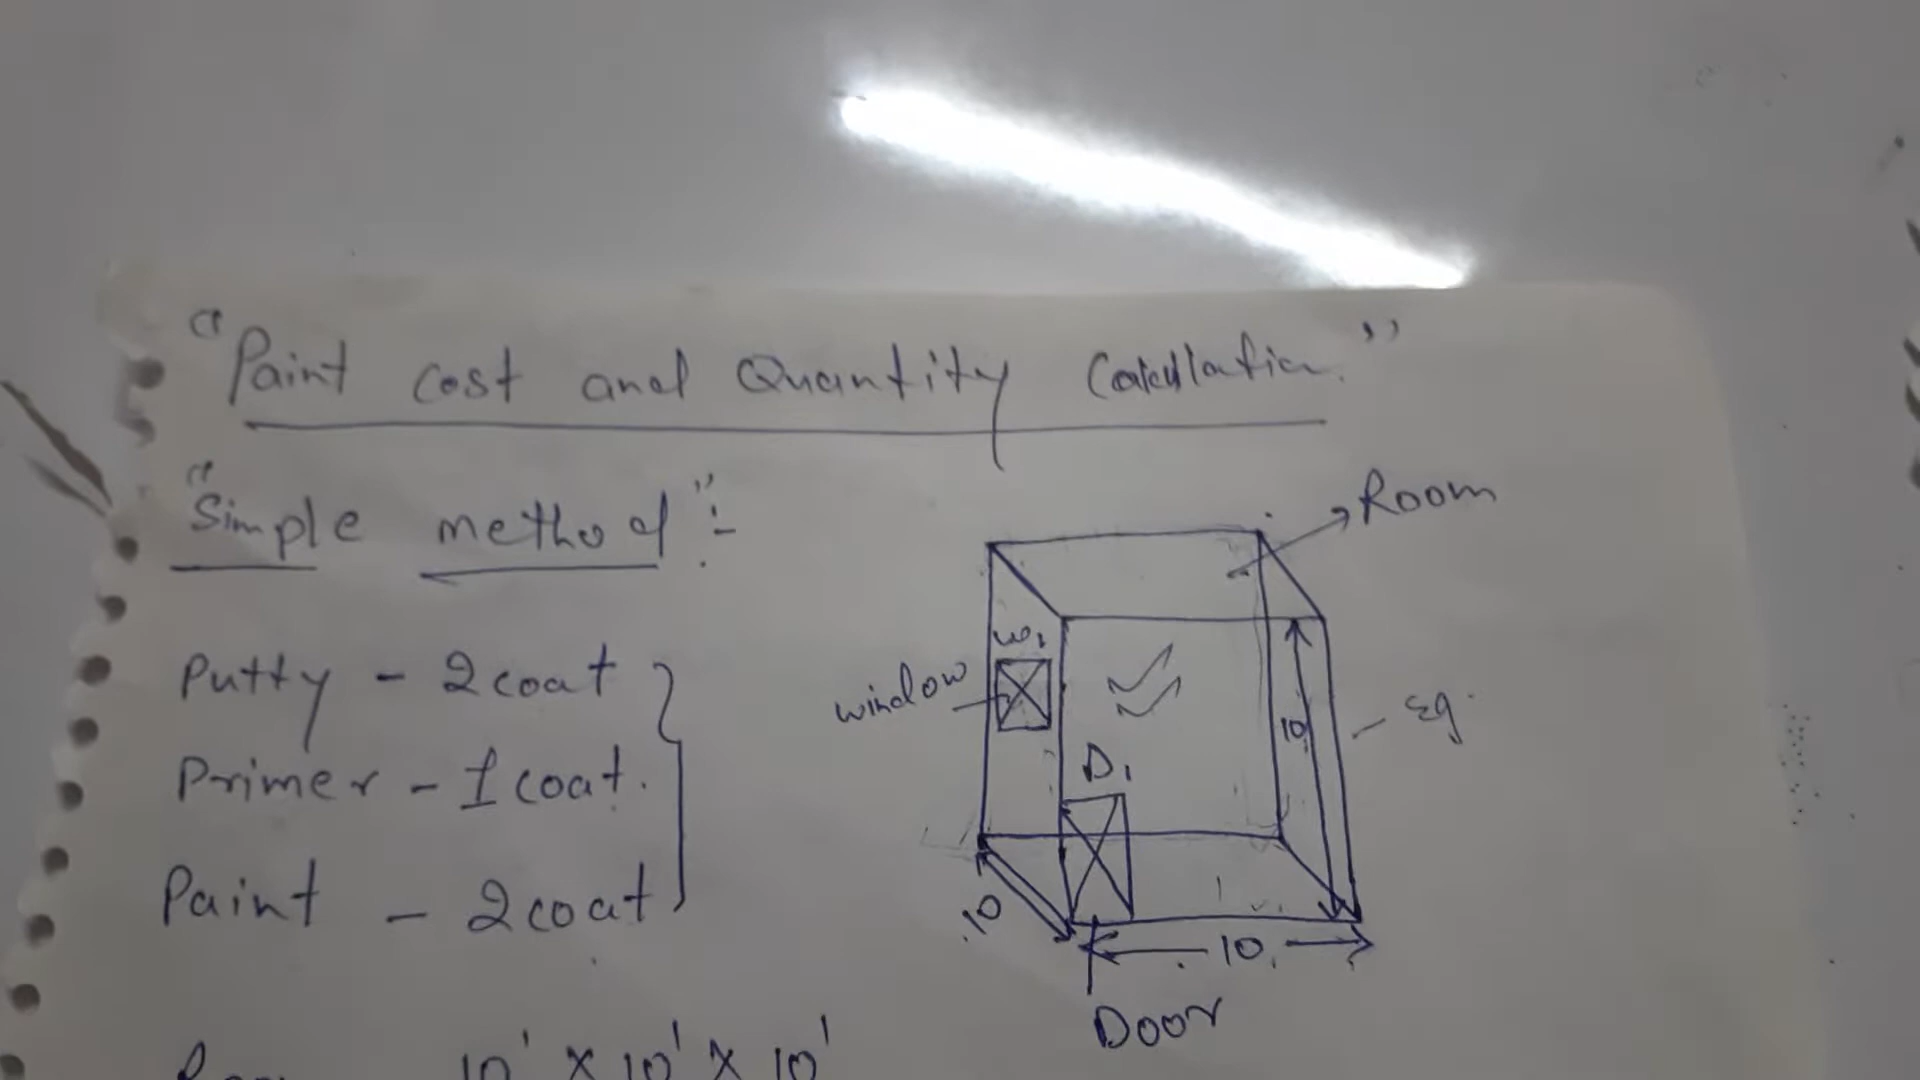 "Paint cost and Quantity Calculation."
"Simple method":-
Room
Putty - 2 coat
W1
window
10
Eg.
Primer - 1 coat.
D1
Paint - 2 coat
10
10
Door
10' X 10' X 10'